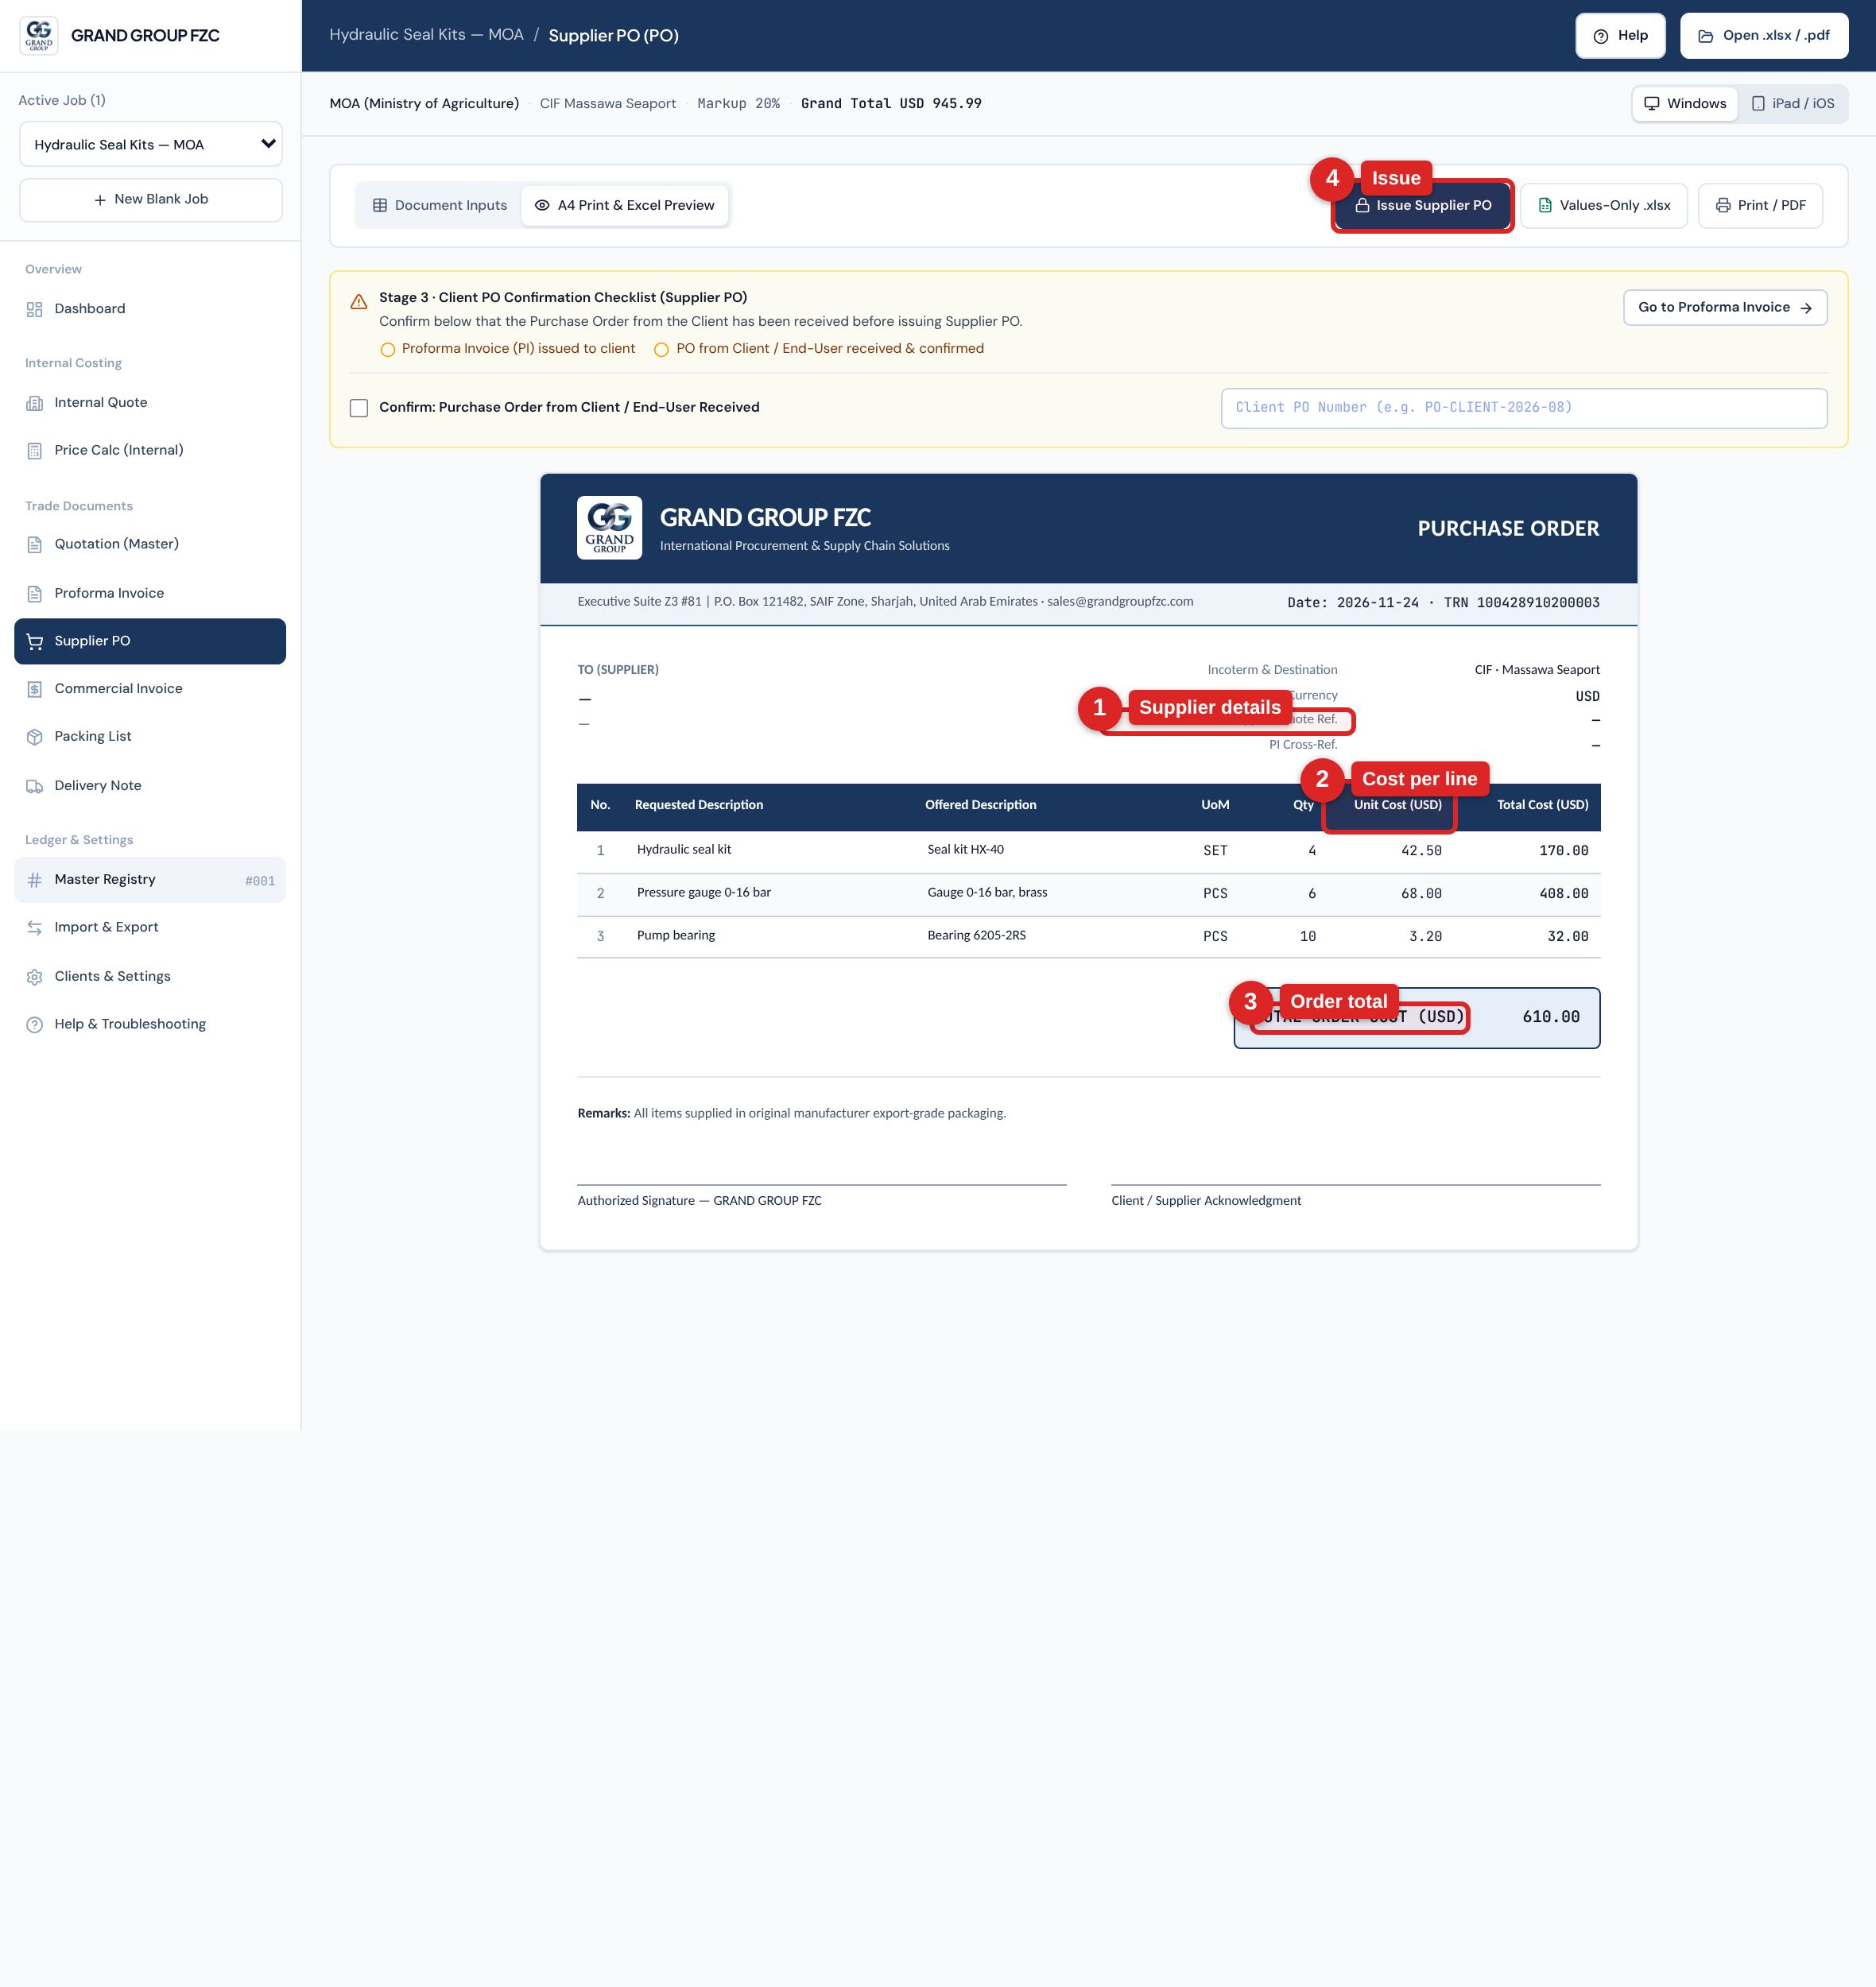 GRAND GROUP FZC
Hydraulic Seal Kits — MOA / Supplier PO (PO)
Help
Open .xlsx / .pdf
Active Job (1)
Hydraulic Seal Kits — MOA
New Blank Job
MOA (Ministry of Agriculture) · CIF Massawa Seaport · Markup 20% · Grand Total USD 945.99
Windows
iPad / iOS
Overview
Dashboard
Internal Costing
Internal Quote
Price Calc (Internal)
Trade Documents
Quotation (Master)
Proforma Invoice
Supplier PO
Commercial Invoice
Packing List
Delivery Note
Ledger & Settings
Master Registry #001
Import & Export
Clients & Settings
Help & Troubleshooting
Document Inputs
A4 Print & Excel Preview
4 Issue
Issue Supplier PO
Values-Only .xlsx
Print / PDF
Stage 3 · Client PO Confirmation Checklist (Supplier PO)
Confirm below that the Purchase Order from the Client has been received before issuing Supplier PO.
Proforma Invoice (PI) issued to client
PO from Client / End-User received & confirmed
Go to Proforma Invoice →
Confirm: Purchase Order from Client / End-User Received
Client PO Number (e.g. PO-CLIENT-2026-08)
GG GRAND GROUP
GRAND GROUP FZC
International Procurement & Supply Chain Solutions
PURCHASE ORDER
Executive Suite Z3 #81 | P.O. Box 121482, SAIF Zone, Sharjah, United Arab Emirates · sales@grandgroupfzc.com
Date: 2026-11-24 · TRN 100428910200003
TO (SUPPLIER)
—
—
Incoterm & Destination CIF · Massawa Seaport
Currency USD
1 Supplier details
Ref. —
PI Cross-Ref. —
2 Cost per line
No. Requested Description Offered Description UoM Qty Unit Cost (USD) Total Cost (USD)
1 Hydraulic seal kit Seal kit HX-40 SET 4 42.50 170.00
2 Pressure gauge 0-16 bar Gauge 0-16 bar, brass PCS 6 68.00 408.00
3 Pump bearing Bearing 6205-2RS PCS 10 3.20 32.00
3 Order total
(USD) 610.00
Remarks: All items supplied in original manufacturer export-grade packaging.
Authorized Signature — GRAND GROUP FZC
Client / Supplier Acknowledgment